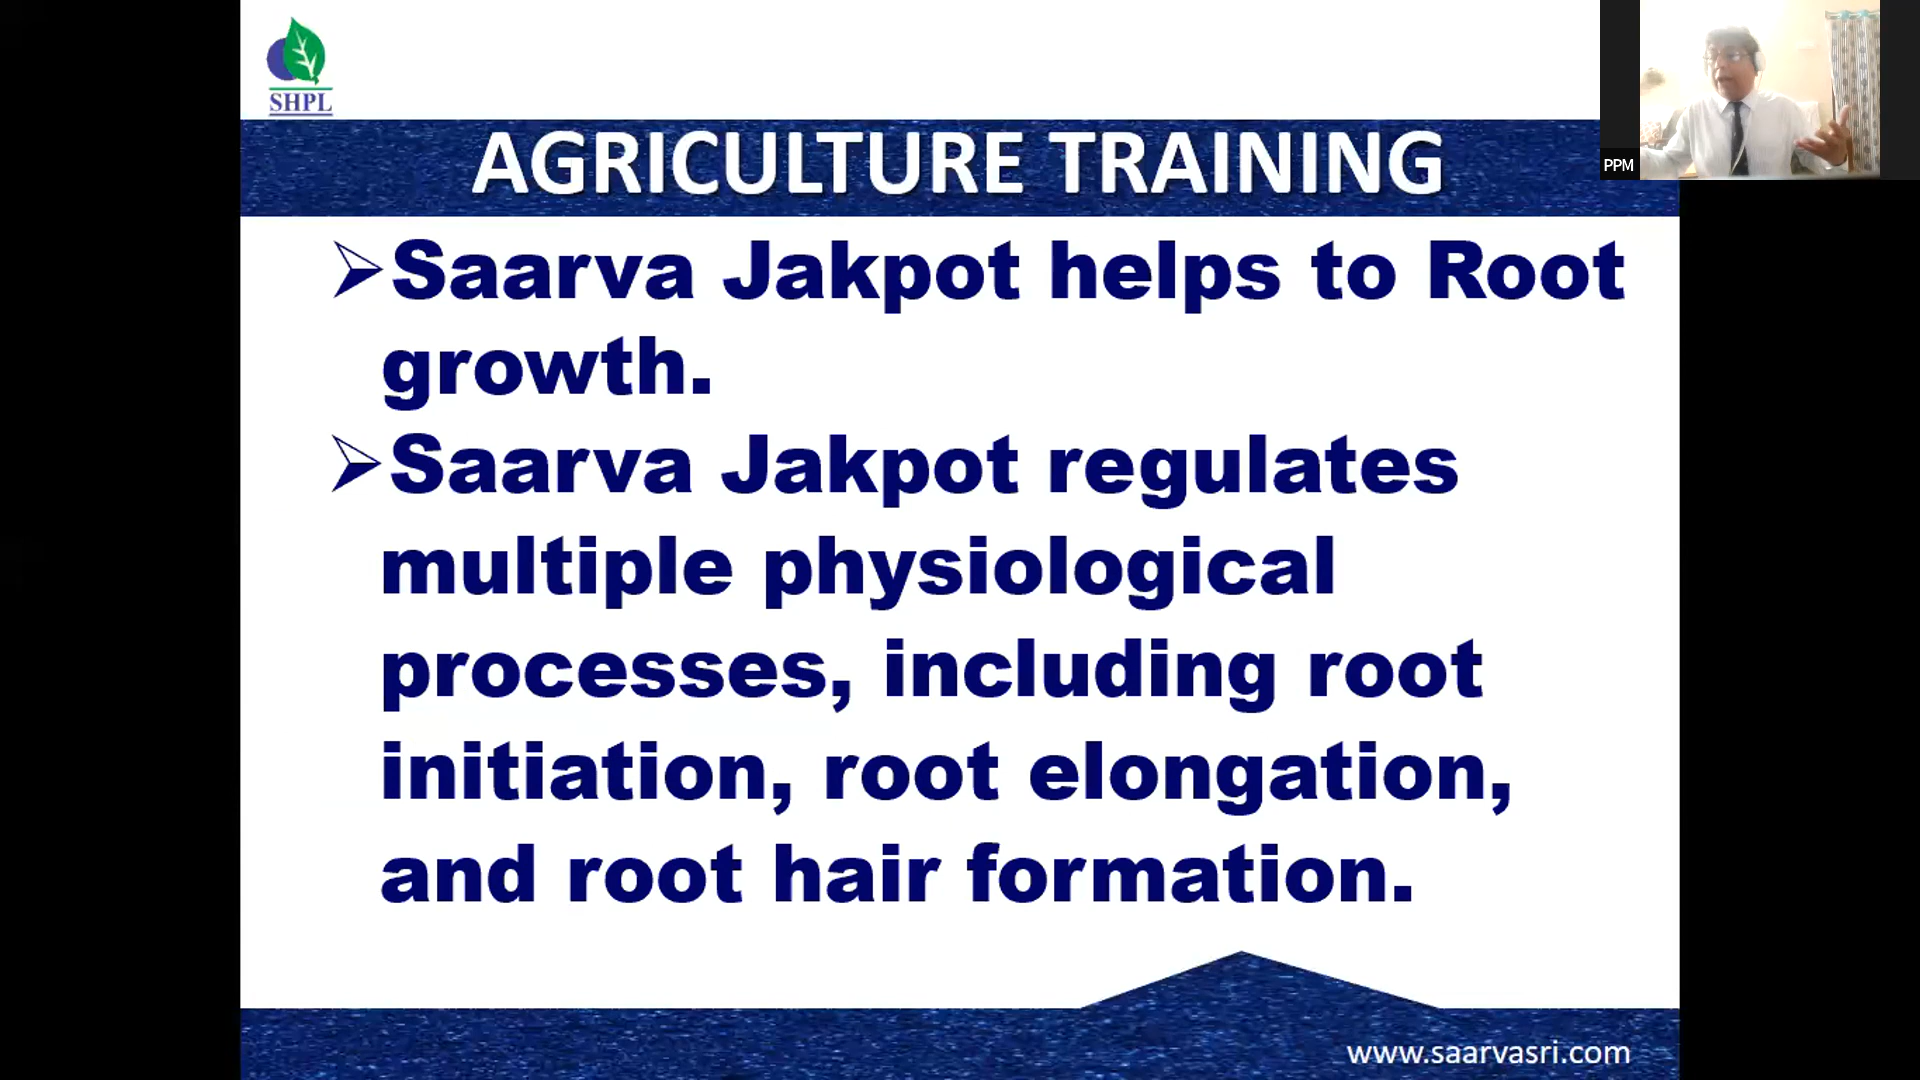 SHPL
AGRICULTURE TRAINING
PPM
➢Saarva Jakpot helps to Root
growth.
➢Saarva Jakpot regulates
multiple physiological
processes, including root
initiation, root elongation,
and root hair formation.
www.saarvasri.com